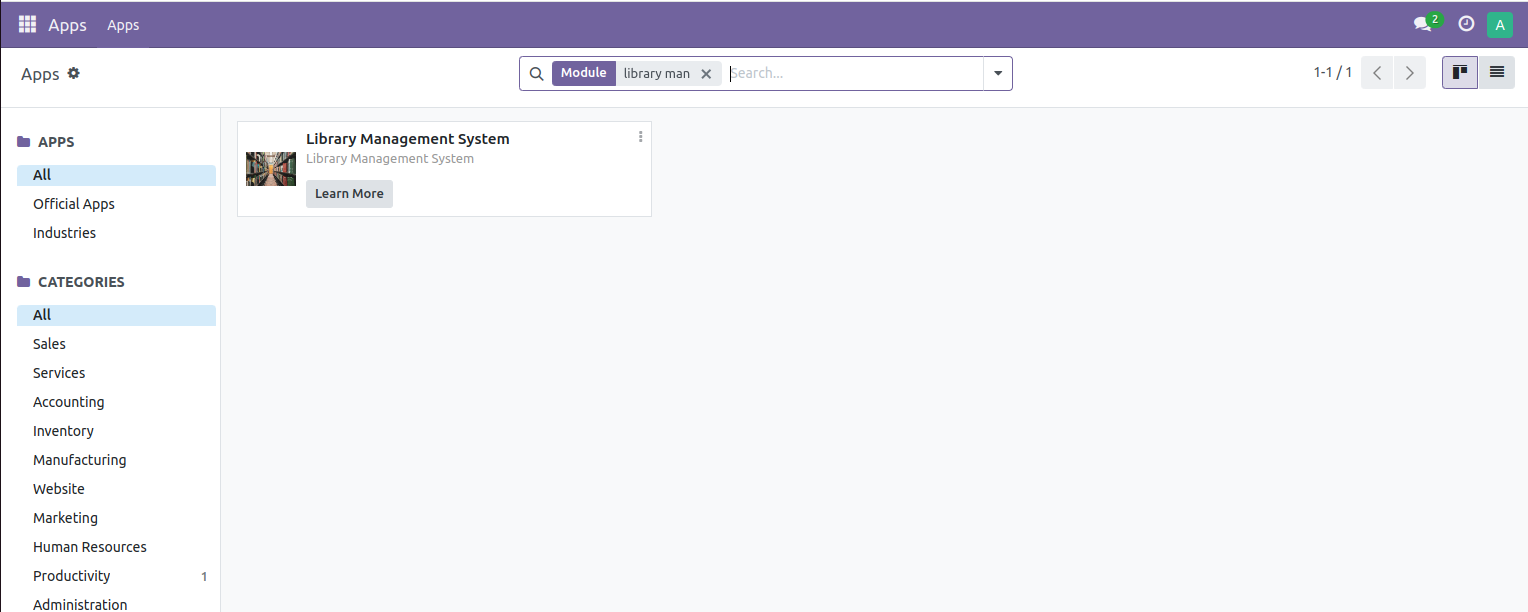 Apps Apps 2 A
Apps Module library man Search... 1-1 / 1
APPS
All
Official Apps
Industries
CATEGORIES
All
Sales
Services
Accounting
Inventory
Manufacturing
Website
Marketing
Human Resources
Productivity 1
Administration
Library Management System
Library Management System
Learn More